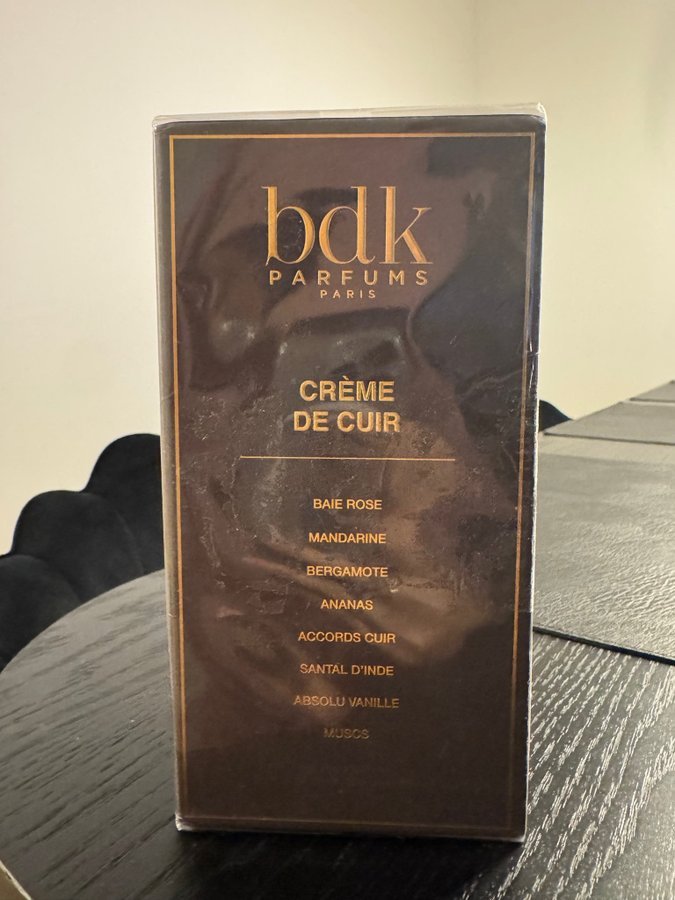 bdk
PARFUMS
PARIS
CRÈME
DE CUIR
BAIE ROSE
MANDARINE
BERGAMOTE
ANANAS
ACCORDS CUIR
SANTAL D'INDE
ABSOLU VANILLE
MUSCS